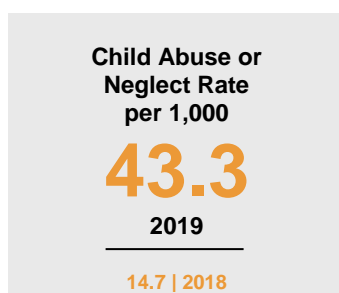 Child Abuse or
Neglect Rate
per 1,000
43.3
2019
14.7 | 2018